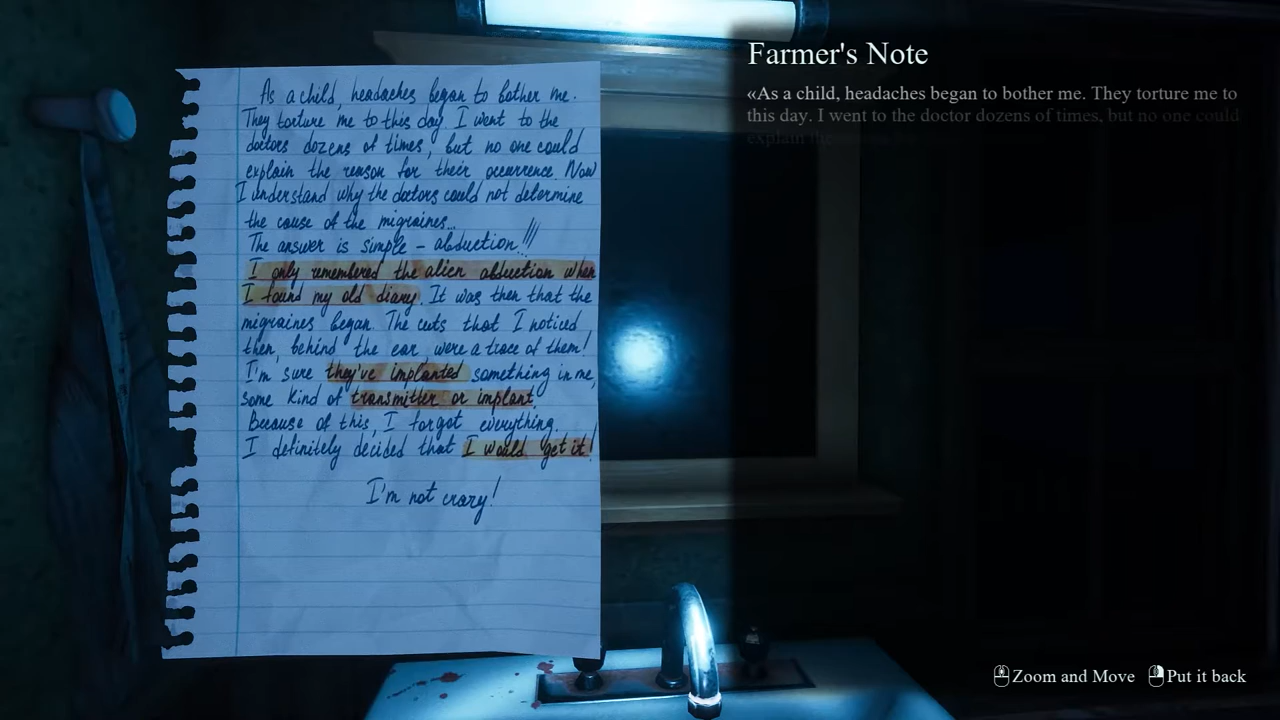 As a child, headaches began to bother me.
They torture me to this day. I went to the
doctors dozens of times, but no one could
explain the reason for their occurrence. Now
I understand why the doctors could not determine
the cause of the migraines...
The answer is simple - abduction!!!
I only remembered the alien abduction when
I found my old diary. It was then that the
migraines began. The cuts that I noticed
then, behind the ear, were a trace of them!
I'm sure they've implanted something in me,
some kind of transmitter or implant.
Because of this, I forgot everything.
I definitely decided that I would get it!
I'm not crazy!
Farmer's Note
«As a child, headaches began to bother me. They torture me to
this day. I went to the doctor dozens of times, but no one could
explain the
Zoom and Move
Put it back